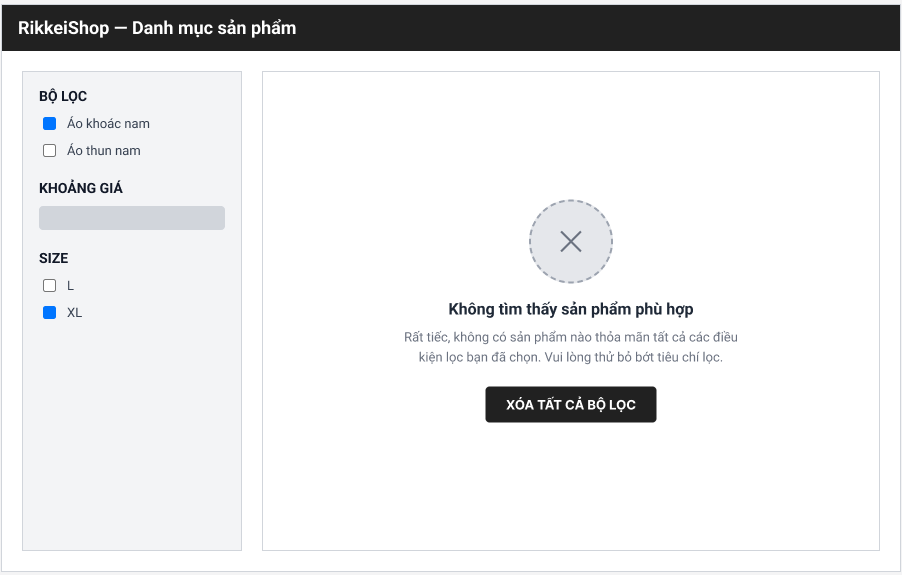 RikkeiShop — Danh mục sản phẩm
BỘ LỌC
Áo khoác nam
Áo thun nam
KHOẢNG GIÁ
SIZE
L
XL
Không tìm thấy sản phẩm phù hợp
Rất tiếc, không có sản phẩm nào thỏa mãn tất cả các điều
kiện lọc bạn đã chọn. Vui lòng thử bỏ bớt tiêu chí lọc.
XÓA TẤT CẢ BỘ LỌC